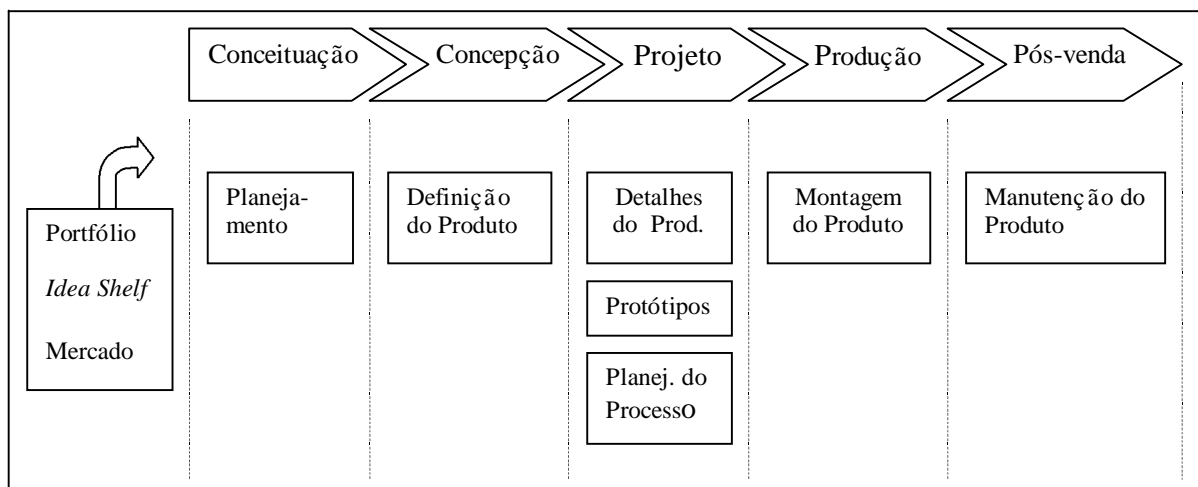 Conceituação
Concepção
Projeto
Produção
Pós-venda
Portfólio
Idea Shelf
Mercado
Planeja-
mento
Definição
do Produto
Detalhes
do Prod.
Protótipos
Planej. do
Processo
Montagem
do Produto
Manutenção do
Produto